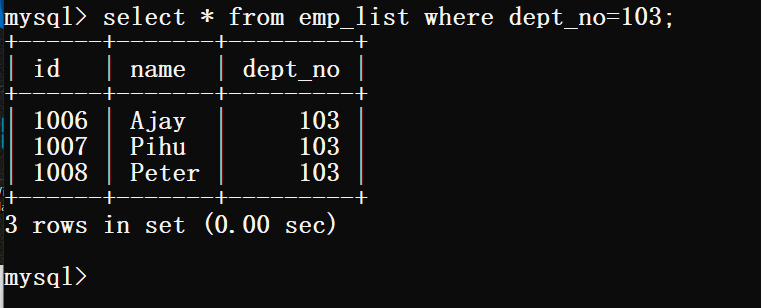 mysql> select * from emp_list where dept_no=103;
+------+-------+---------+
| id   | name  | dept_no |
+------+-------+---------+
| 1006 | Ajay  |     103 |
| 1007 | Pihu  |     103 |
| 1008 | Peter |     103 |
+------+-------+---------+
3 rows in set (0.00 sec)
mysql>